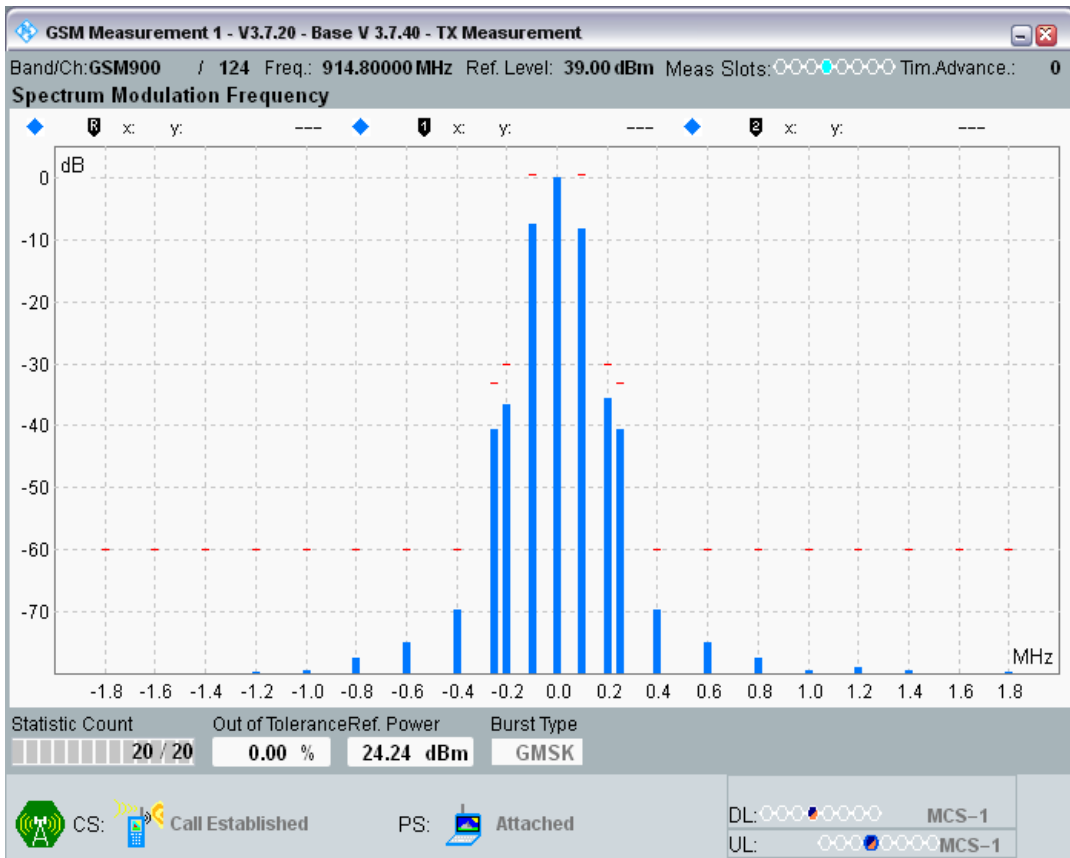 GSM Measurement 1 - V3.7.20 - Base V 3.7.40 - TX Measurement
Band/Ch:GSM900 / 124 Freq.: 914.80000 MHz Ref. Level: 39.00 dBm Meas Slots: Tim.Advance.: 0
Spectrum Modulation Frequency
R x: y: --- 1 x: y: --- 2 x: y: ---
dB
0
-10
-20
-30
-40
-50
-60
-70
MHz
-1.8 -1.6 -1.4 -1.2 -1.0 -0.8 -0.6 -0.4 -0.2 0.0 0.2 0.4 0.6 0.8 1.0 1.2 1.4 1.6 1.8
Statistic Count Out of Tolerance Ref. Power Burst Type
20 / 20 0.00 % 24.24 dBm GMSK
CS: Call Established PS: Attached
DL: MCS-1
UL: MCS-1